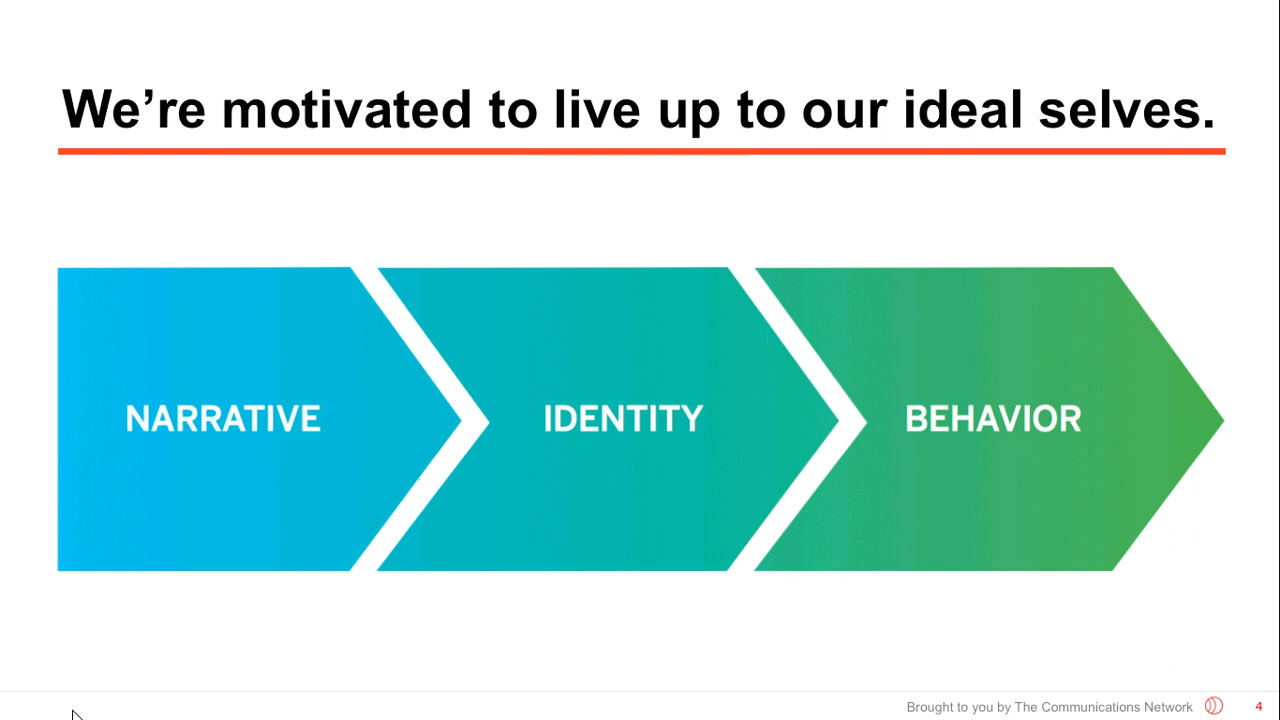 We’re motivated to live up to our ideal selves.
NARRATIVE
IDENTITY
BEHAVIOR
Brought to you by The Communications Network
4